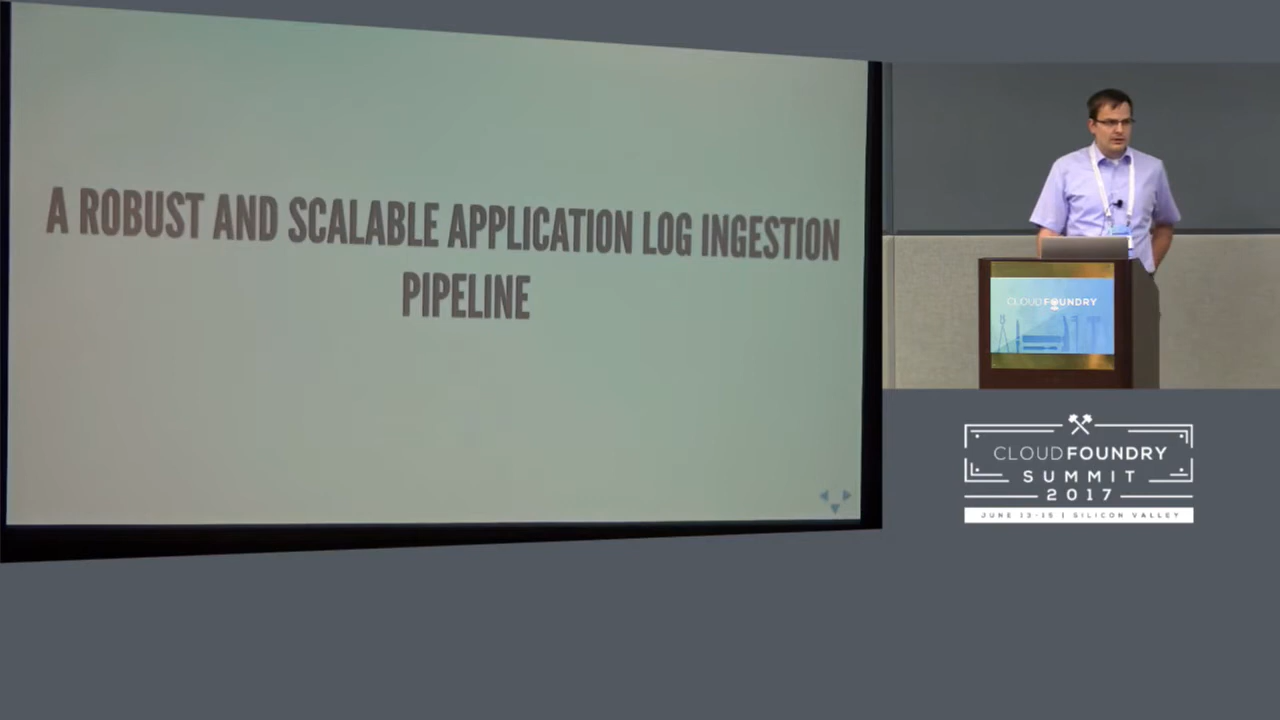 A ROBUST AND SCALABLE APPLICATION LOG INGESTION
PIPELINE
CLOUD FOUNDRY
CLOUD FOUNDRY
SUMMIT
2017
JUNE 13-15 | SILICON VALLEY